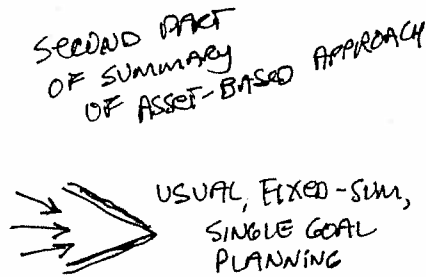 SECOND PART
OF SUMMARY
OF ASSET-BASED APPROACH
USUAL, FIXED-SUM,
SINGLE GOAL
PLANNING